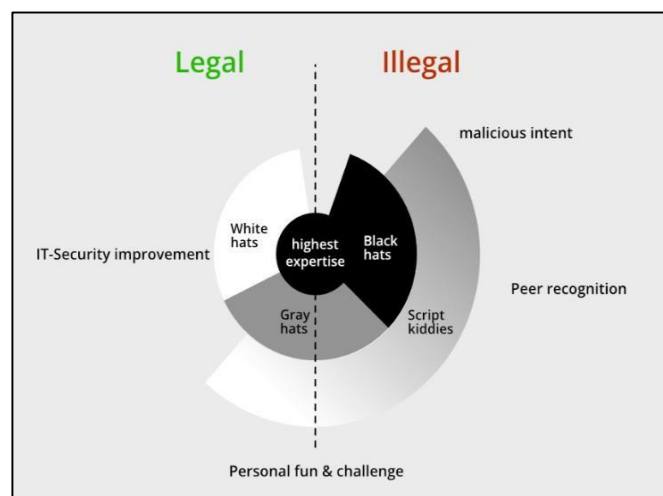 Legal
Illegal
malicious intent
White
hats
highest
expertise
Black
hats
IT-Security improvement
Peer recognition
Gray
hats
Script
kiddies
Personal fun & challenge